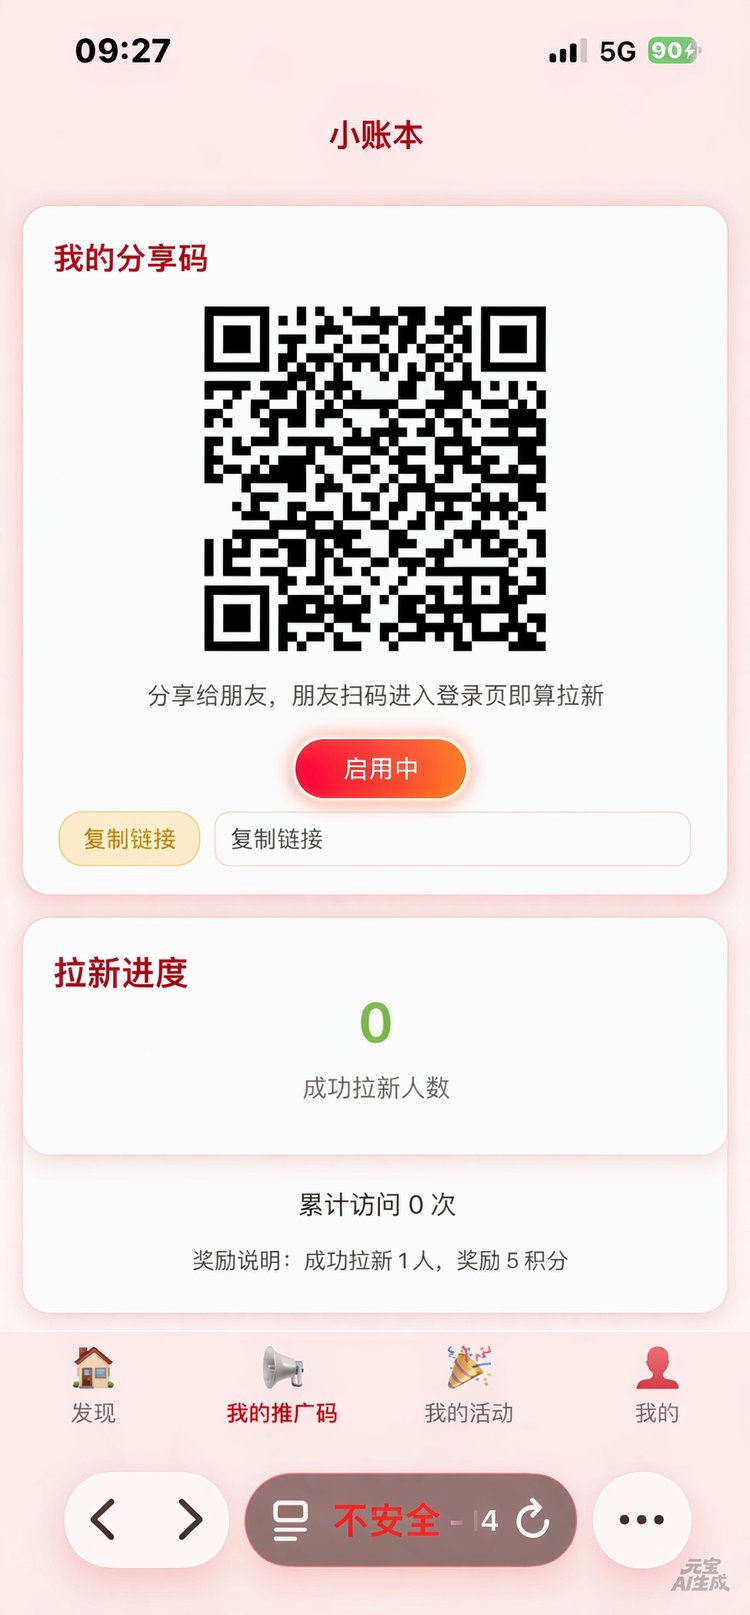 09:27
5G
90
小账本
我的分享码
分享给朋友，朋友扫码进入登录页即算拉新
启用中
复制链接 复制链接
拉新进度
0
成功拉新人数
累计访问 0 次
奖励说明：成功拉新 1 人，奖励 5 积分
发现 我的推广码 我的活动 我的
不安全 - 4
元宝
AI生成